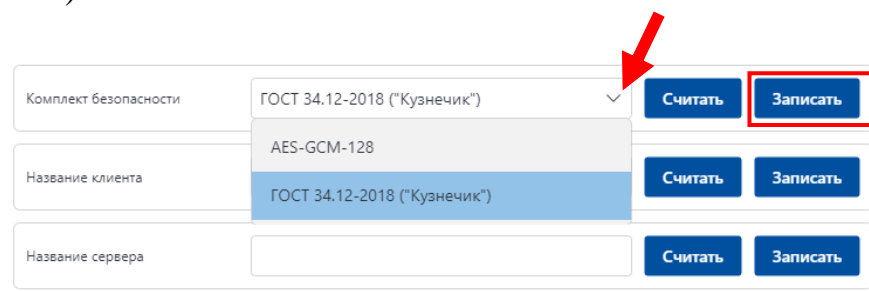 )
Комплект безопасности ГОСТ 34.12-2018 ("Кузнечик") Считать Записать
AES-GCM-128
Название клиента Считать Записать
ГОСТ 34.12-2018 ("Кузнечик")
Название сервера Считать Записать